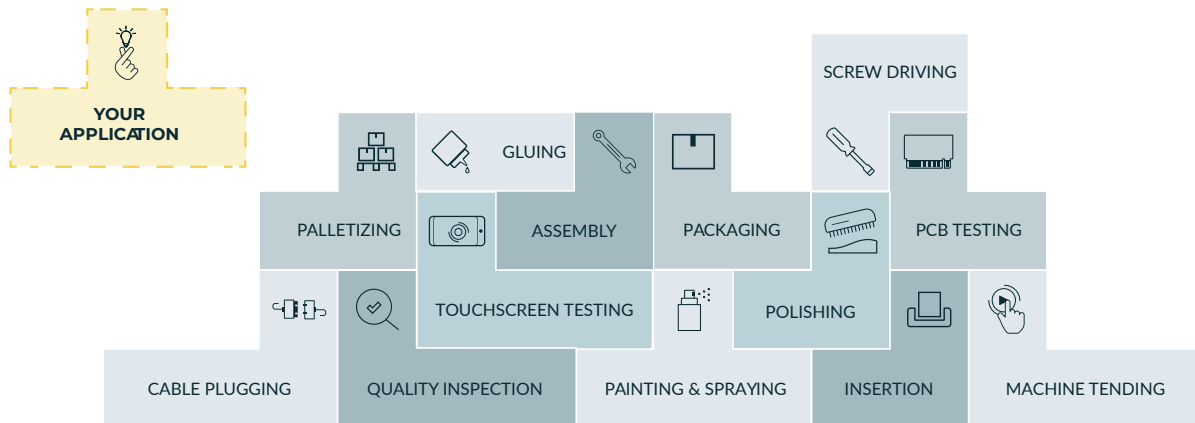 YOUR
APPLICATION
SCREW DRIVING
GLUING
PALLETIZING
ASSEMBLY
PACKAGING
PCB TESTING
TOUCHSCREEN TESTING
POLISHING
CABLE PLUGGING
QUALITY INSPECTION
PAINTING & SPRAYING
INSERTION
MACHINE TENDING